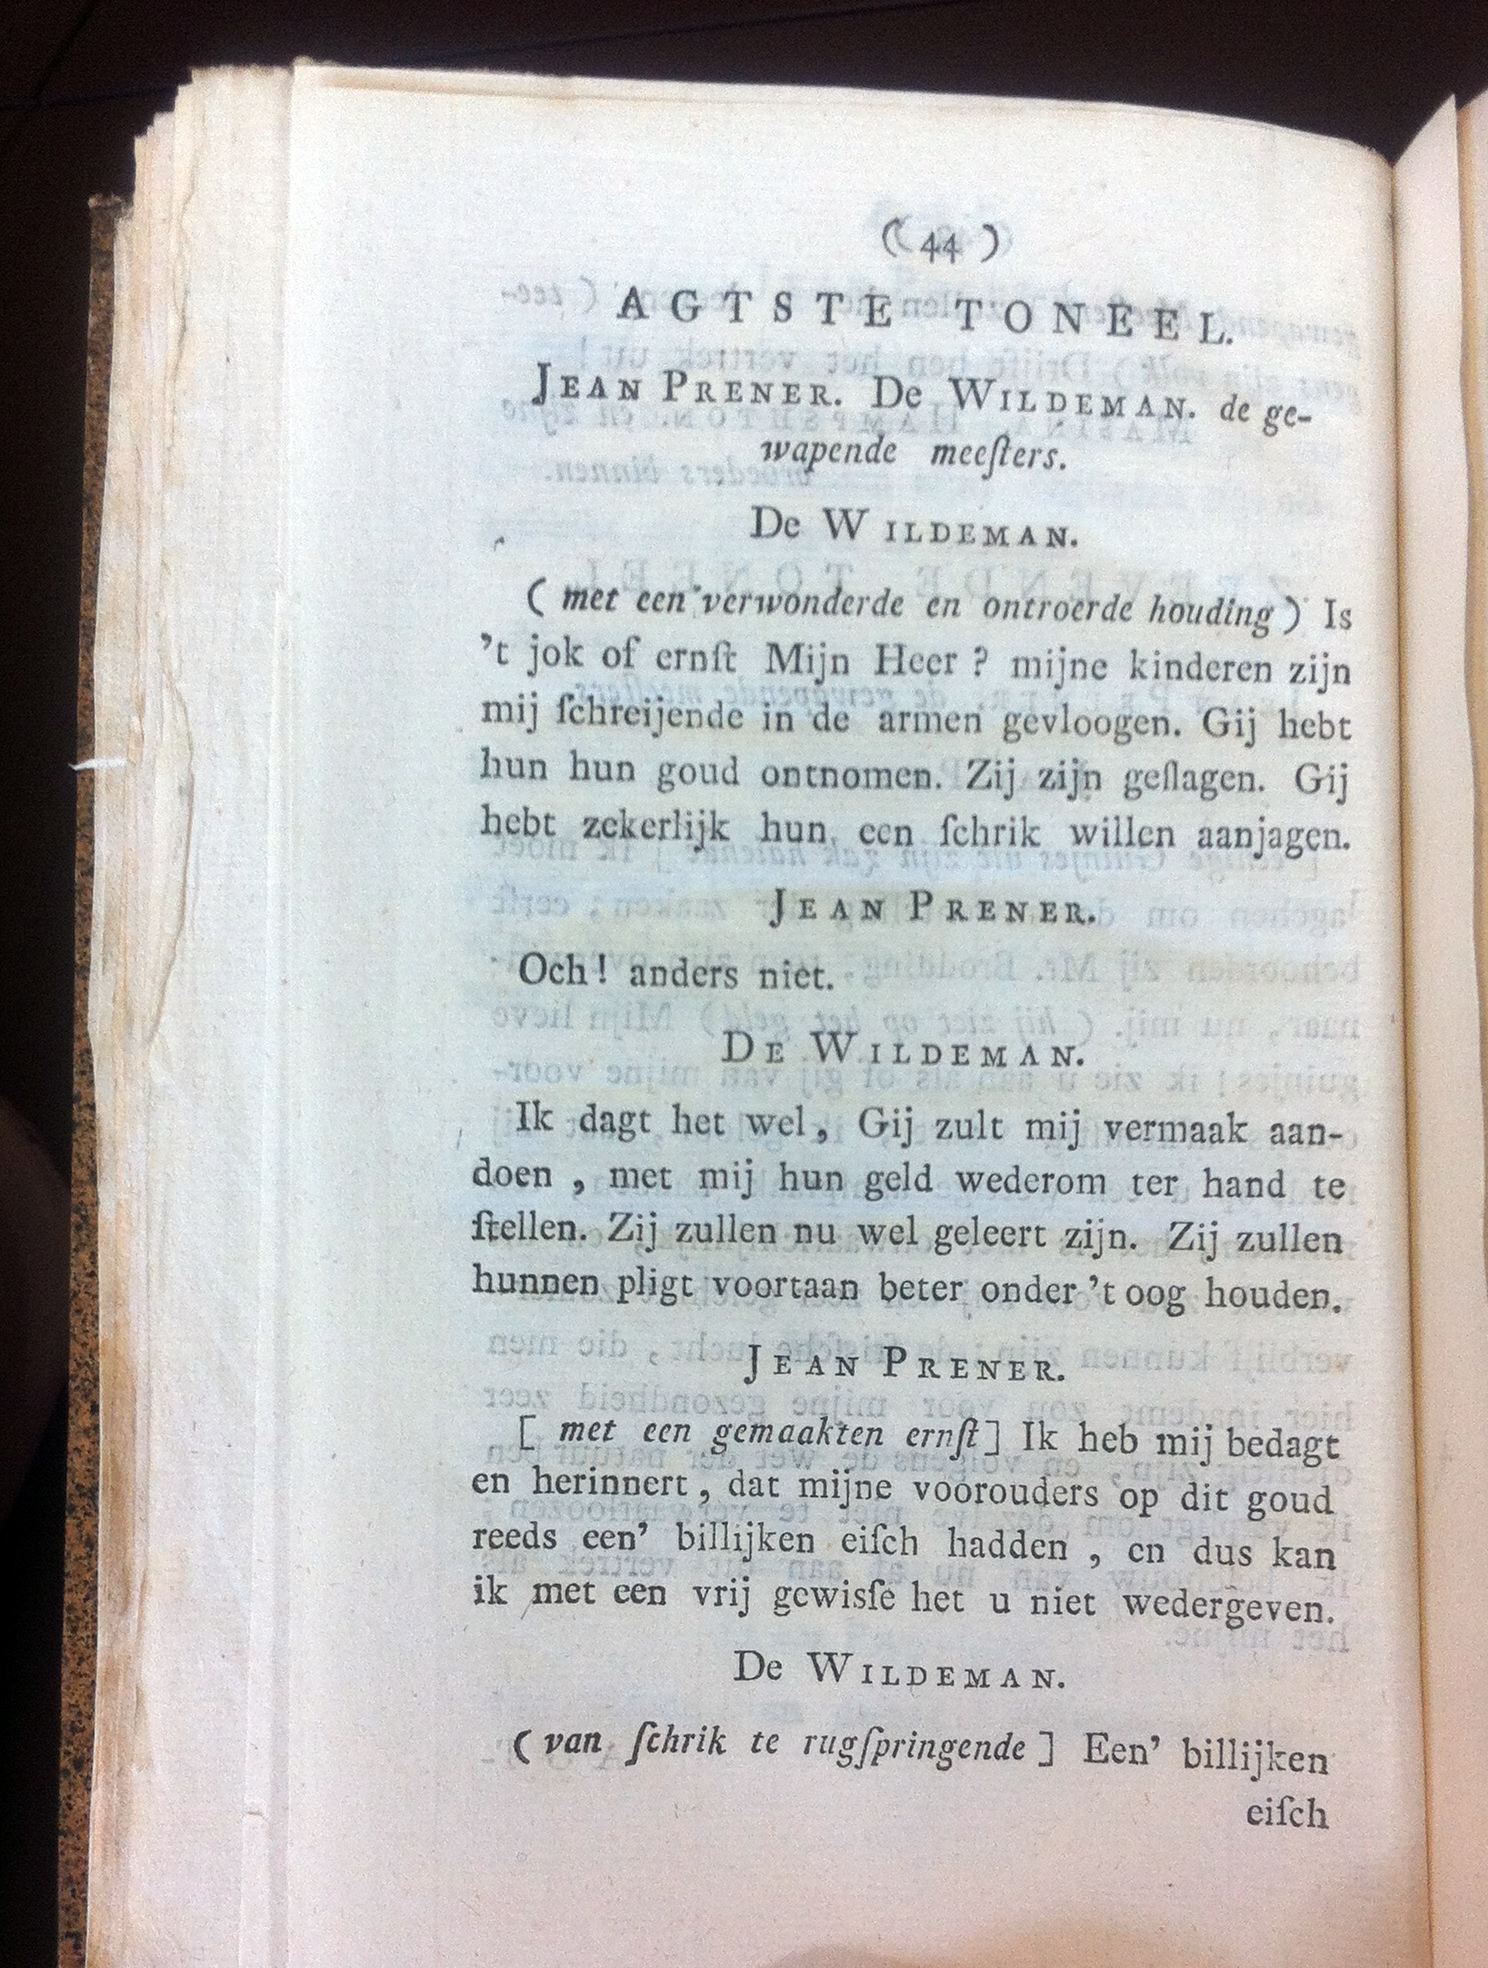 ( 44 )
AGTSTE TONEEL.
JEAN PRENER. De WILDEMAN. de ge-
wapende meeſters.
De WILDEMAN.
( met een verwonderde en ontroerde houding ) Is
’t jok of ernſt Mijn Heer ? mijne kinderen zijn
mij ſchreijende in de armen gevloogen. Gij hebt
hun hun goud ontnomen. Zij zijn geſlagen. Gij
hebt zekerlijk hun een ſchrik willen aanjagen.
JEAN PRENER.
Och ! anders niet.
DE WILDEMAN.
Ik dagt het wel, Gij zult mij vermaak aan-
doen , met mij hun geld wederom ter hand te
ſtellen. Zij zullen nu wel geleert zijn. Zij zullen
hunnen pligt voortaan beter onder ’t oog houden.
JEAN PRENER.
[ met een gemaakten ernſt ] Ik heb mij bedagt
en herinnert , dat mijne voorouders op dit goud
reeds een’ billijken eiſch hadden , en dus kan
ik met een vrij gewisſe het u niet wedergeven.
De WILDEMAN.
( van ſchrik te rugſpringende ] Een’ billijken
eiſch